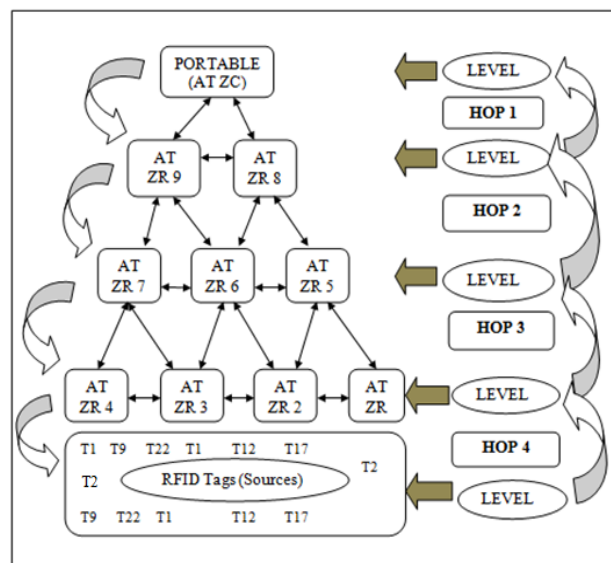 PORTABLE
(AT ZC)
LEVEL
HOP 1
AT
ZR 9
AT
ZR 8
LEVEL
HOP 2
AT
ZR 7
AT
ZR 6
AT
ZR 5
LEVEL
HOP 3
AT
ZR 4
AT
ZR 3
AT
ZR 2
AT
ZR
LEVEL
HOP 4
T1 T9 T22 T1 T12 T17
T2 RFID Tags (Sources) T2
T9 T22 T1 T12 T17
LEVEL